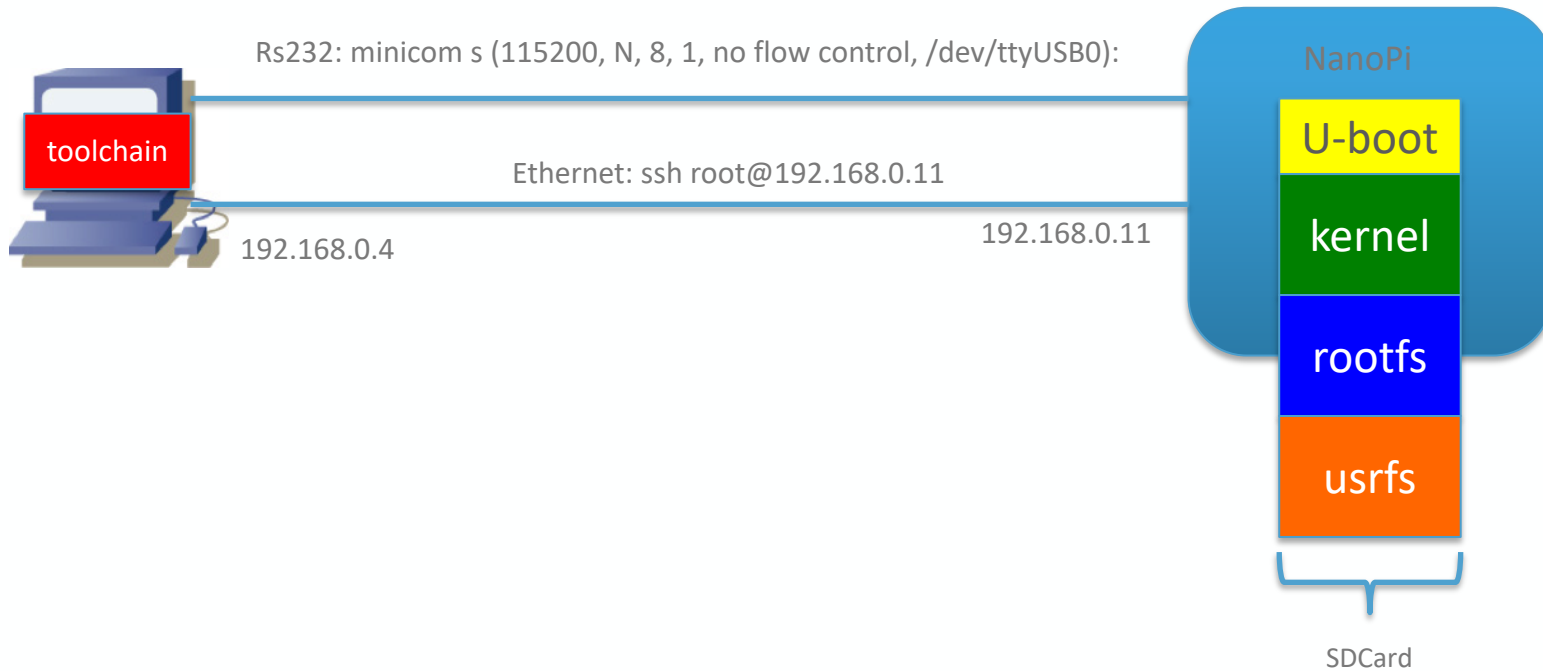 Rs232: minicom s (115200, N, 8, 1, no flow control, /dev/ttyUSB0):
NanoPi
toolchain
U-boot
Ethernet: ssh root@192.168.0.11
192.168.0.4
192.168.0.11
kernel
rootfs
usrfs
SDCard